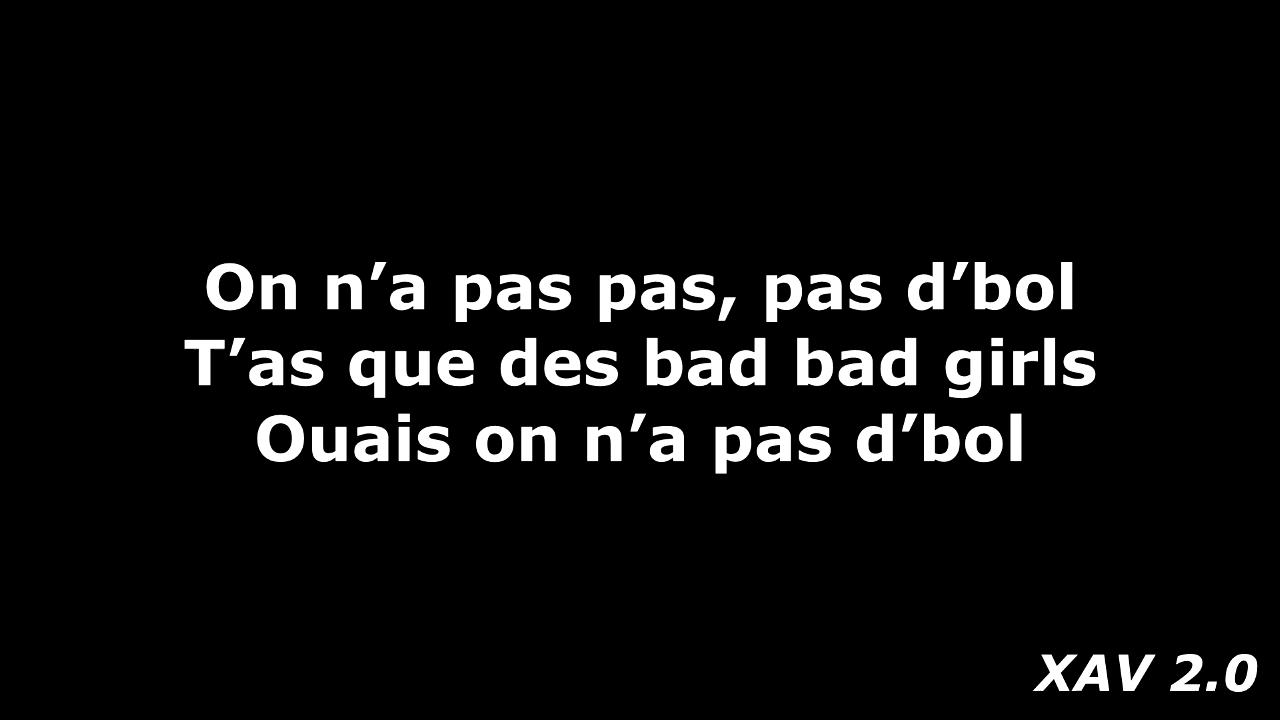 On n’a pas pas, pas d’bol
T’as que des bad bad girls
Ouais on n’a pas d’bol
XAV 2.0